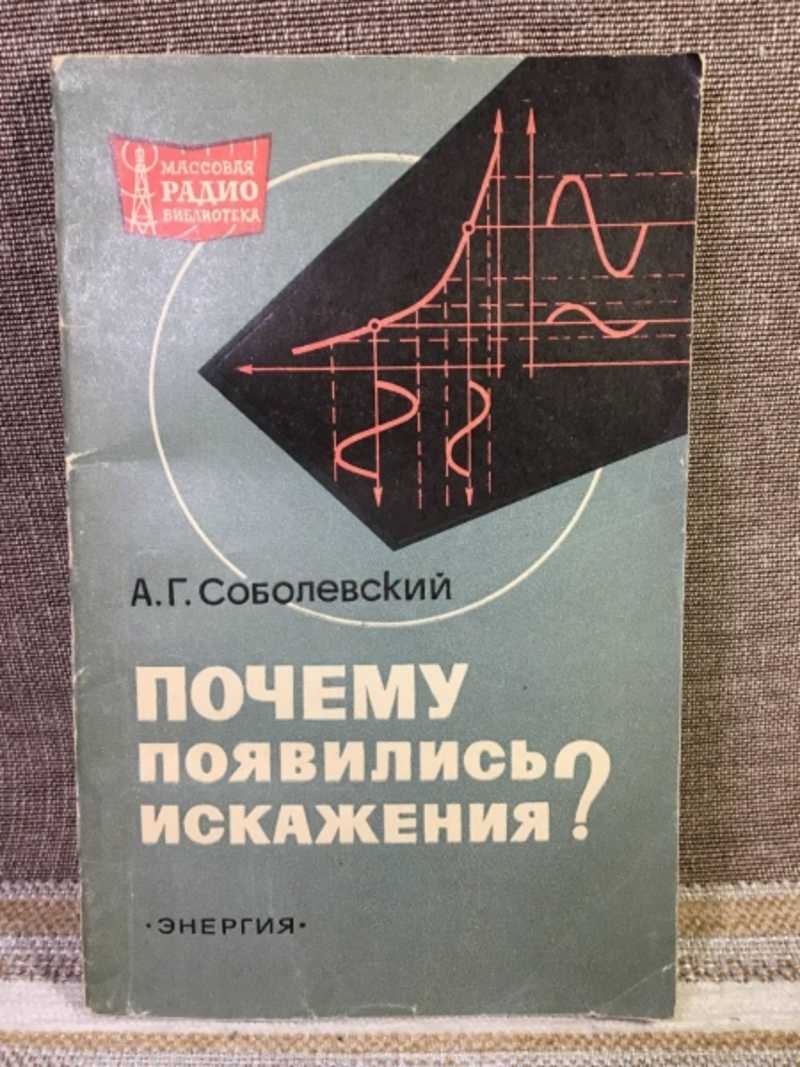 МАССОВАЯ
РАДИО
БИБЛИОТЕКА
А.Г. Соболевский
ПОЧЕМУ
ПОЯВИЛИСЬ
ИСКАЖЕНИЯ?
·ЭНЕРГИЯ·